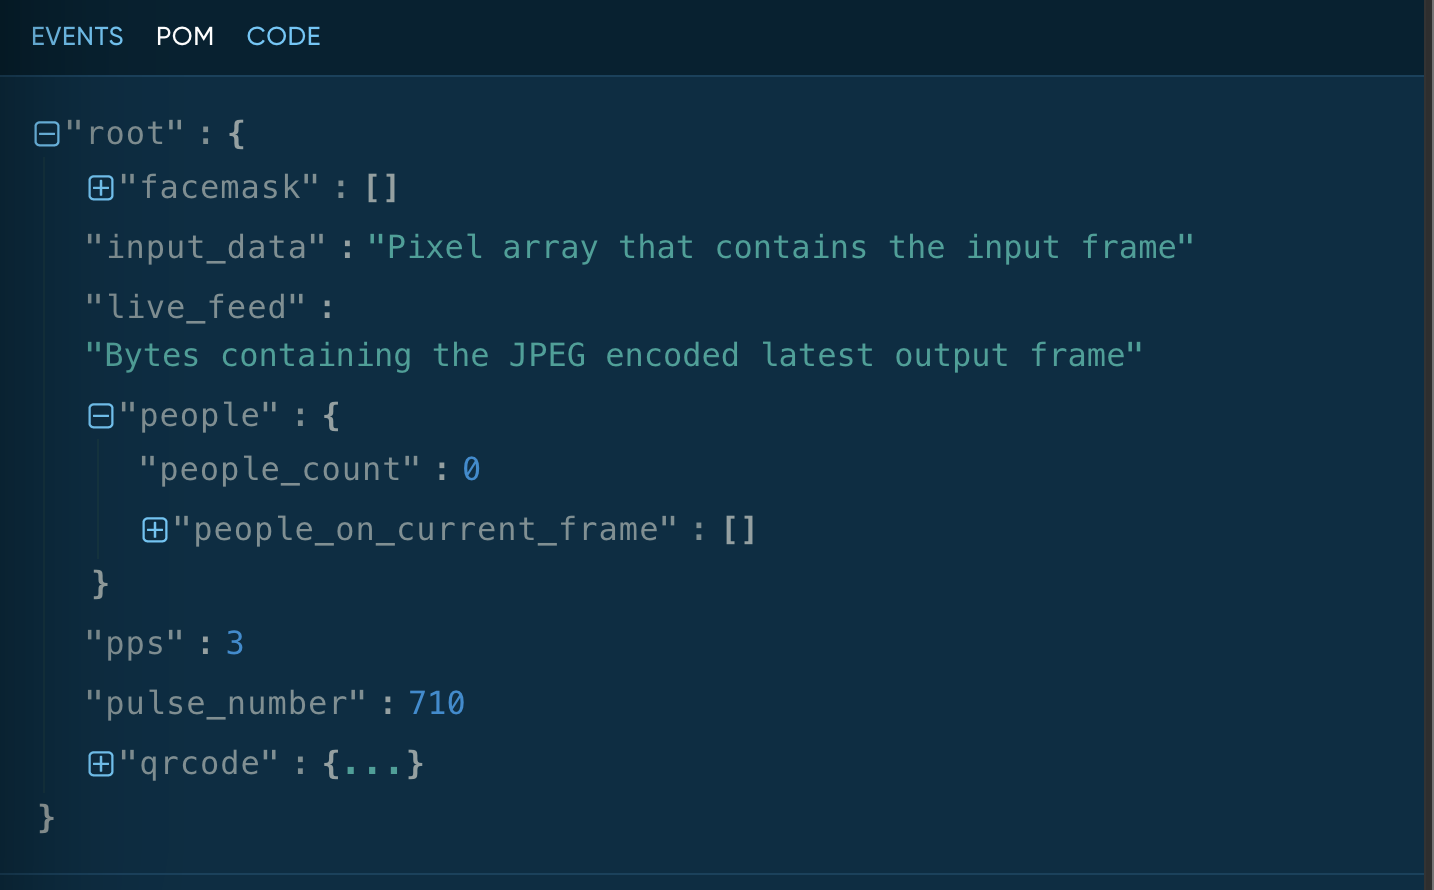 EVENTS POM CODE
"root" : {
"facemask" : []
"input_data" : "Pixel array that contains the input frame"
"live_feed" :
"Bytes containing the JPEG encoded latest output frame"
"people" : {
"people_count" : 0
"people_on_current_frame" : []
}
"pps" : 3
"pulse_number" : 710
"qrcode" : {...}
}